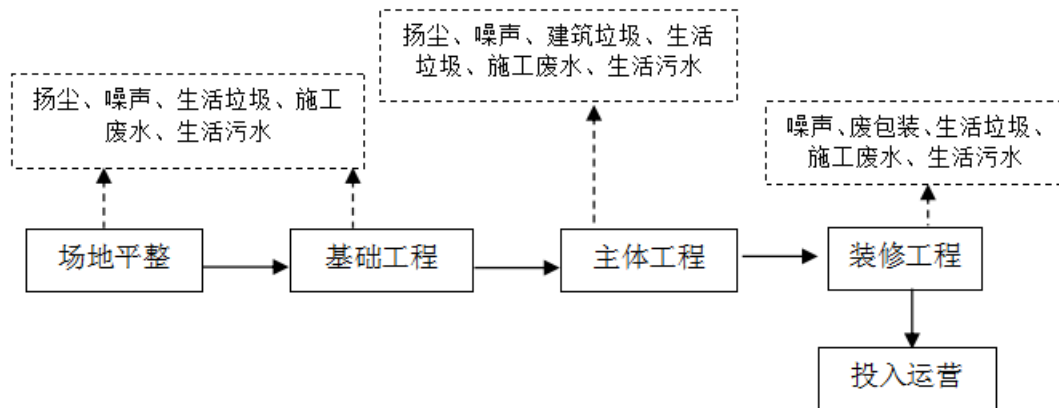 扬尘、噪声、建筑垃圾、生活
垃圾、施工废水、生活污水
扬尘、噪声、生活垃圾、施工
废水、生活污水
噪声、废包装、生活垃圾、
施工废水、生活污水
场地平整
基础工程
主体工程
装修工程
投入运营